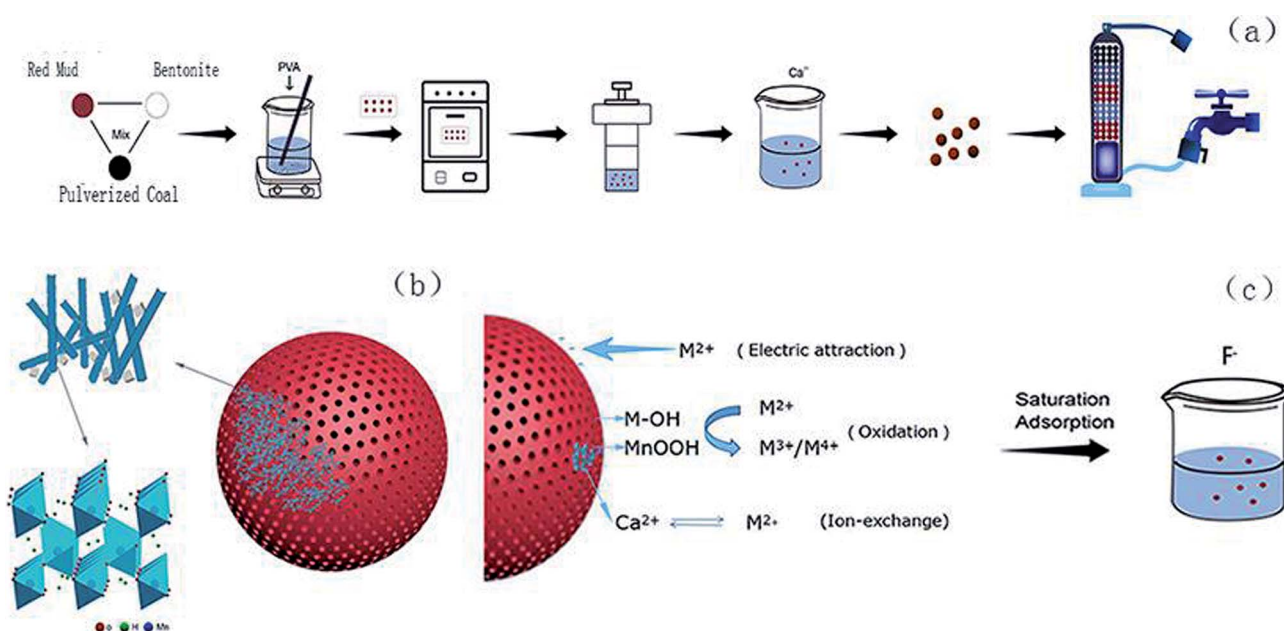 (a)
Red Mud
Bentonite
Mix
Pulverized Coal
PVA
Ca
(b)
M²⁺ (Electric attraction)
M-OH
MnOOH
M²⁺
M³⁺/M⁴⁺
(Oxidation)
Ca²⁺
M²⁺
(Ion-exchange)
O H Mn
(c)
Saturation
Adsorption
F⁻